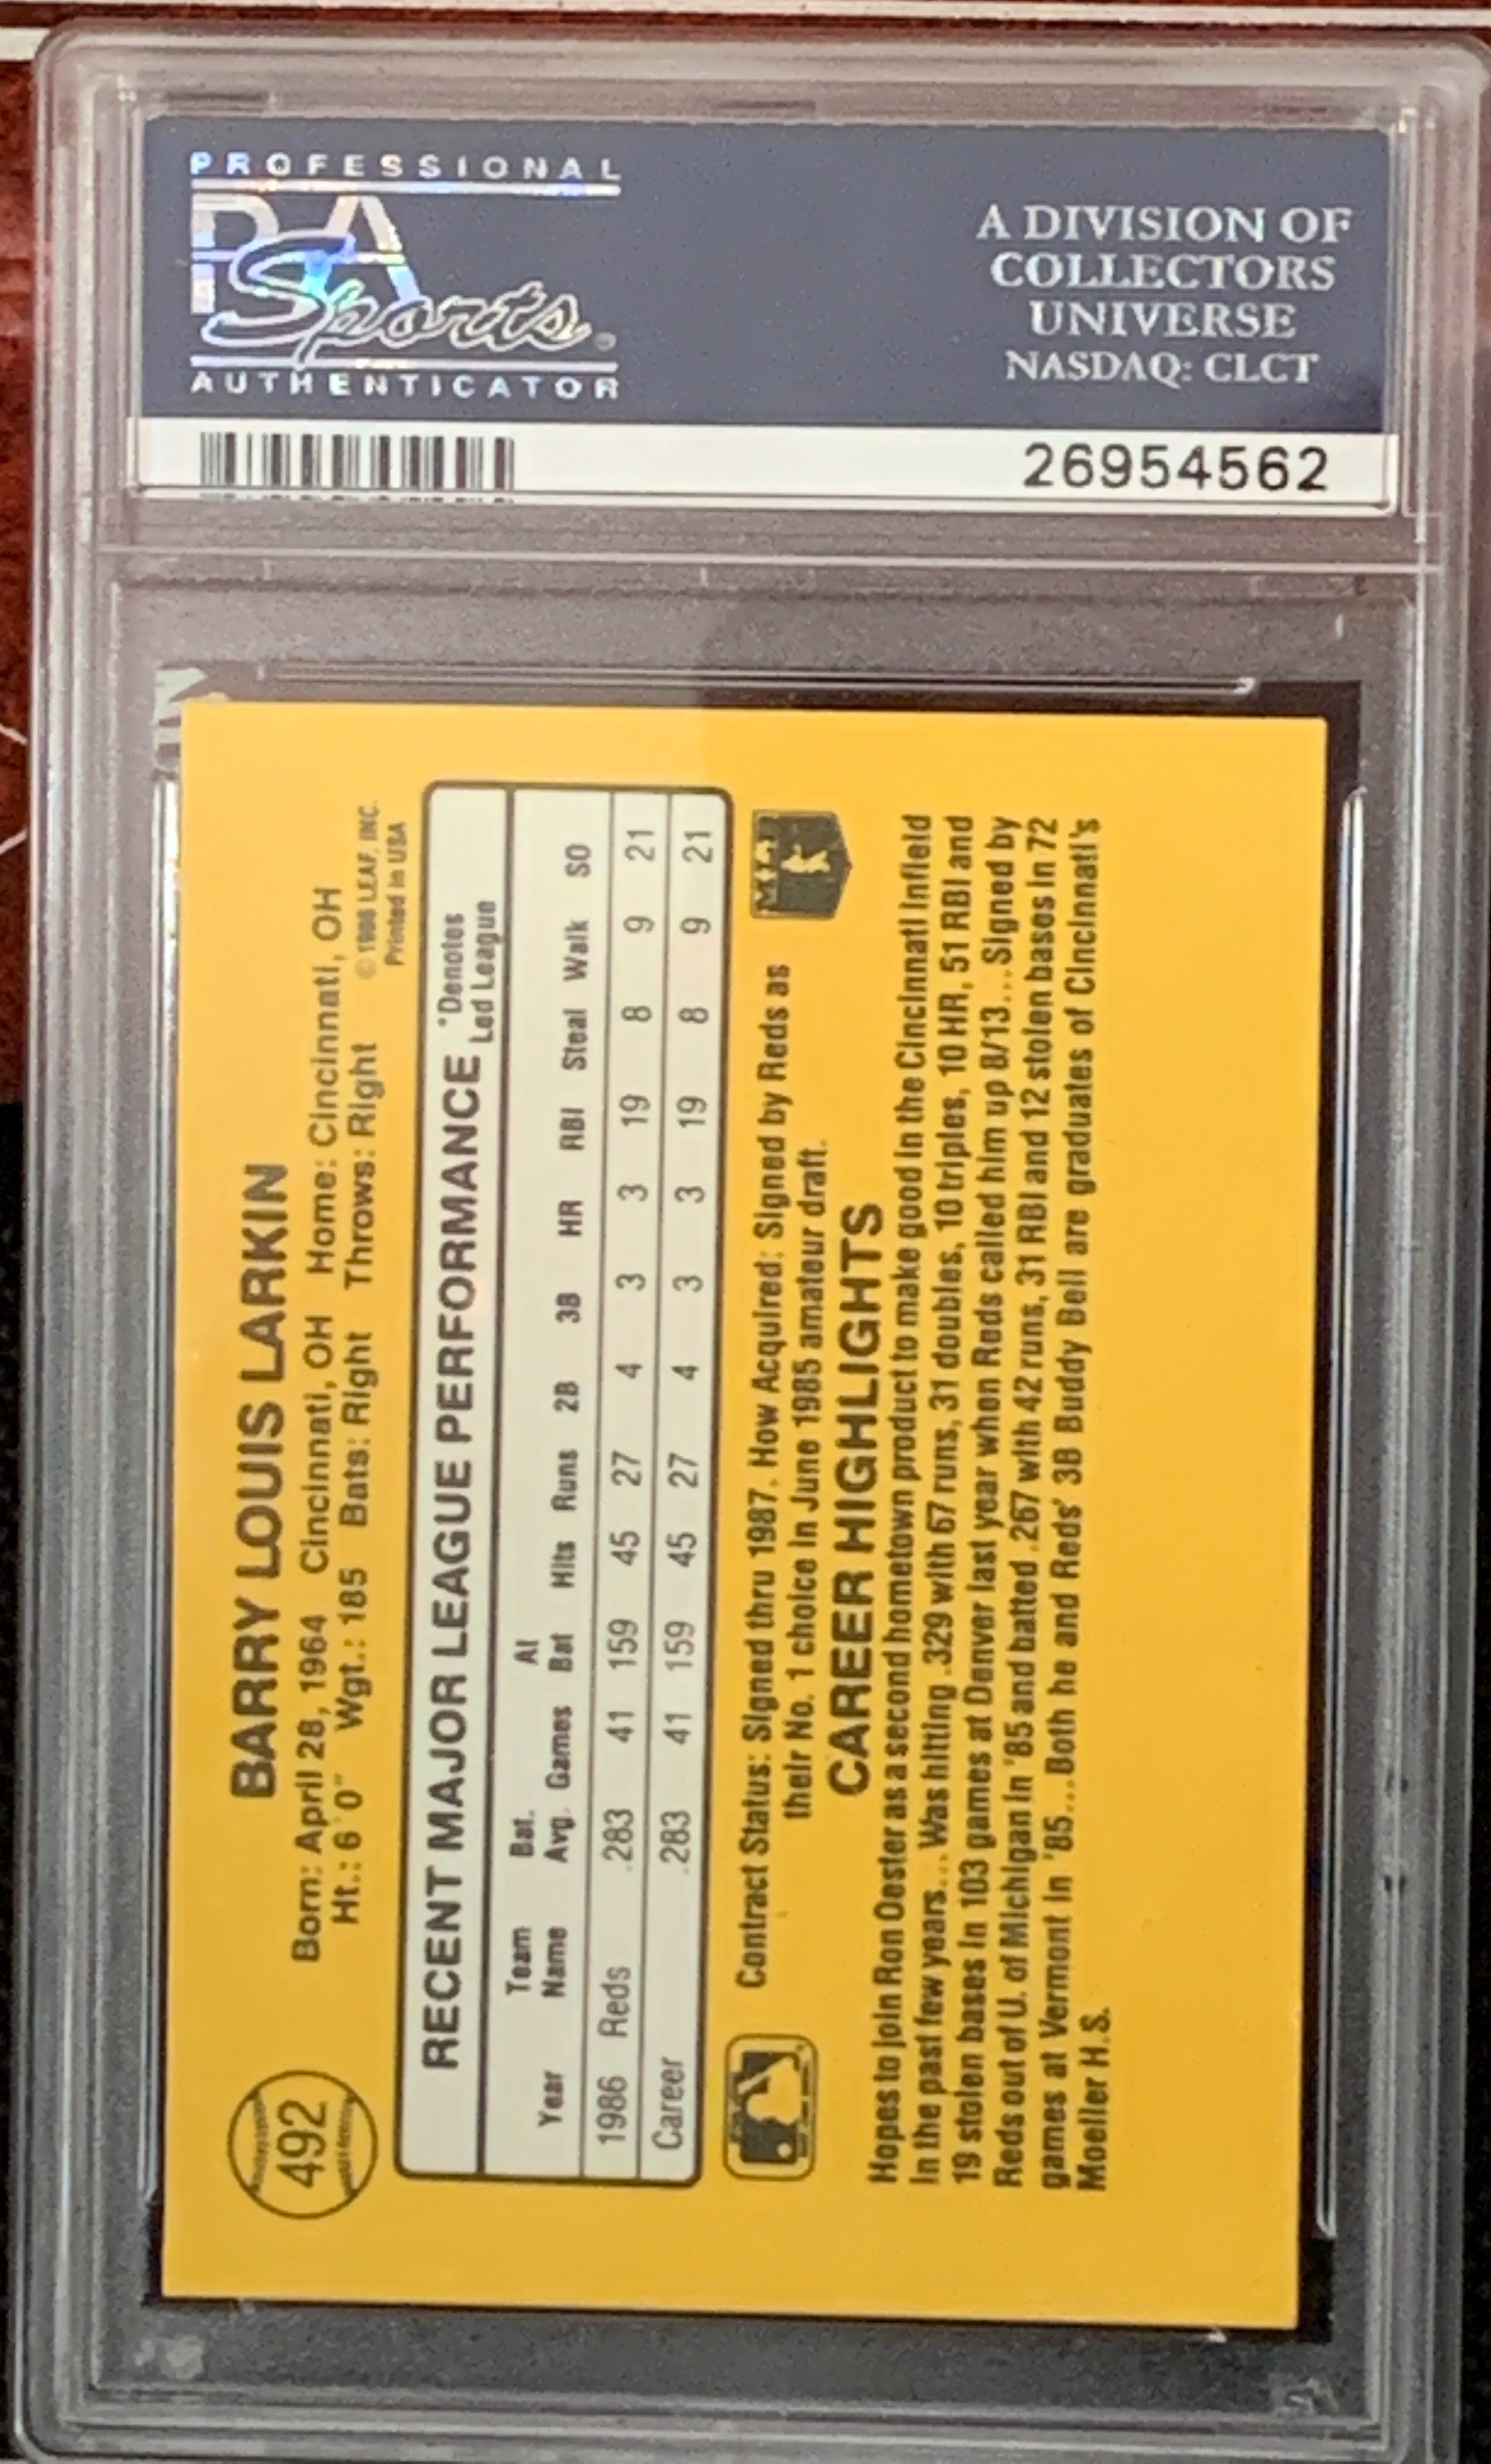 PROFESSIONAL
PSA
Sports
AUTHENTICATOR
A DIVISION OF
COLLECTORS
UNIVERSE
NASDAQ: CLCT
26954562
492
BARRY LOUIS LARKIN
Born: April 28, 1964 Cincinnati, OH Home: Cincinnati, OH
Ht.: 6'0" Wgt.: 185 Bats: Right Throws: Right
© 1986 LEAF, INC.
Printed in USA
RECENT MAJOR LEAGUE PERFORMANCE *Denotes
Led League
Team Bat. At
Year Name Avg. Games Bat Hits Runs 2B 3B HR RBI Steal Walk SO
1986 Reds .283 41 159 45 27 4 3 3 19 8 9 21
Career .283 41 159 45 27 4 3 3 19 8 9 21
Contract Status: Signed thru 1987. How Acquired: Signed by Reds as
their No. 1 choice in June 1985 amateur draft.
CAREER HIGHLIGHTS
Hopes to join Ron Oester as a second hometown product to make good in the Cincinnati infield
in the past few years... Was hitting .329 with 67 runs, 31 doubles, 10 triples, 10 HR, 51 RBI and
19 stolen bases in 103 games at Denver last year when Reds called him up 8/13... Signed by
Reds out of U. of Michigan in '85 and batted .267 with 42 runs, 31 RBI and 12 stolen bases in 72
games at Vermont in '85... Both he and Reds' 3B Buddy Bell are graduates of Cincinnati's
Moeller H.S.